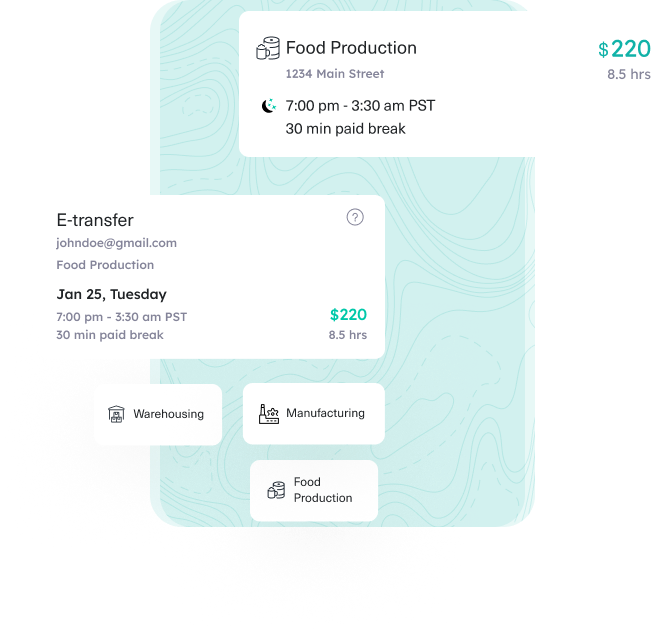 Food Production
$220
1234 Main Street
8.5 hrs
7:00 pm - 3:30 am PST
30 min paid break
E-transfer
?
johndoe@gmail.com
Food Production
Jan 25, Tuesday
7:00 pm - 3:30 am PST
$220
30 min paid break
8.5 hrs
Warehousing
Manufacturing
Food
Production